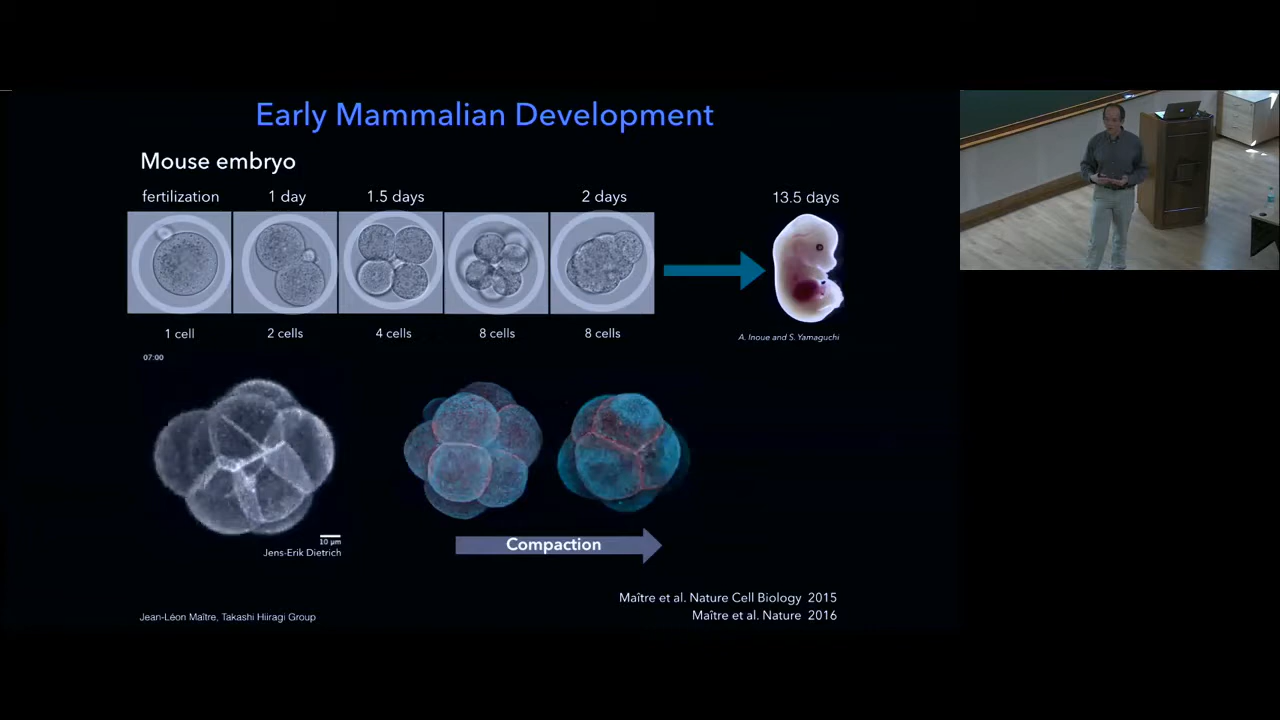 Early Mammalian Development
Mouse embryo
fertilization 1 day 1.5 days 2 days 13.5 days
1 cell 2 cells 4 cells 8 cells 8 cells
A. Inoue and S. Yamaguchi
07:00
10 µm
Jens-Erik Dietrich
Compaction
Maître et al. Nature Cell Biology 2015
Maître et al. Nature 2016
Jean-Léon Maître, Takashi Hiiragi Group